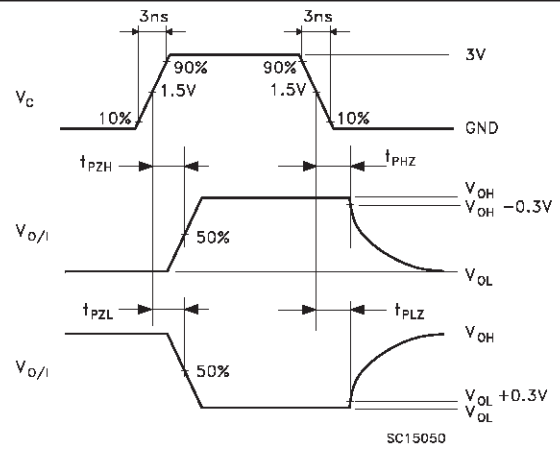 3ns 3ns
90% 90% 3V
V_C 1.5V 1.5V
10% 10% GND
t_PZH t_PHZ
V_OH
V_OH -0.3V
V_O/I 50%
V_OL
t_PZL t_PLZ
V_OH
V_O/I 50%
V_OL +0.3V
V_OL
SC15050